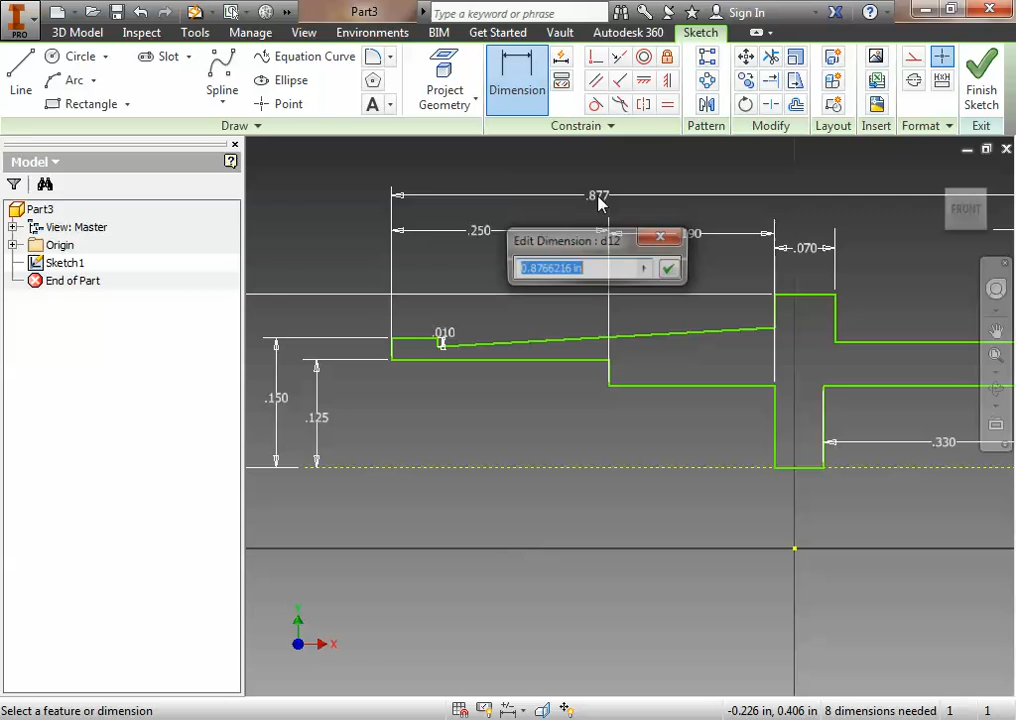 PRO
Part3
Type a keyword or phrase
Sign In
3D Model Inspect Tools Manage View Environments BIM Get Started Vault Autodesk 360 Sketch
Line
Circle
Arc
Rectangle
Slot
Spline
Equation Curve
Ellipse
Point
A
Draw
Project
Geometry
Dimension
Constrain
Pattern
Modify
Layout
Insert
Format
Finish
Sketch
Exit
Model
Part3
View: Master
Origin
Sketch1
End of Part
.877
.250
Edit Dimension : d12
0.8766216 in
.070
FRONT
.010
.150
.125
.330
Y
X
Select a feature or dimension
-0.226 in, 0.406 in 8 dimensions needed 1 1